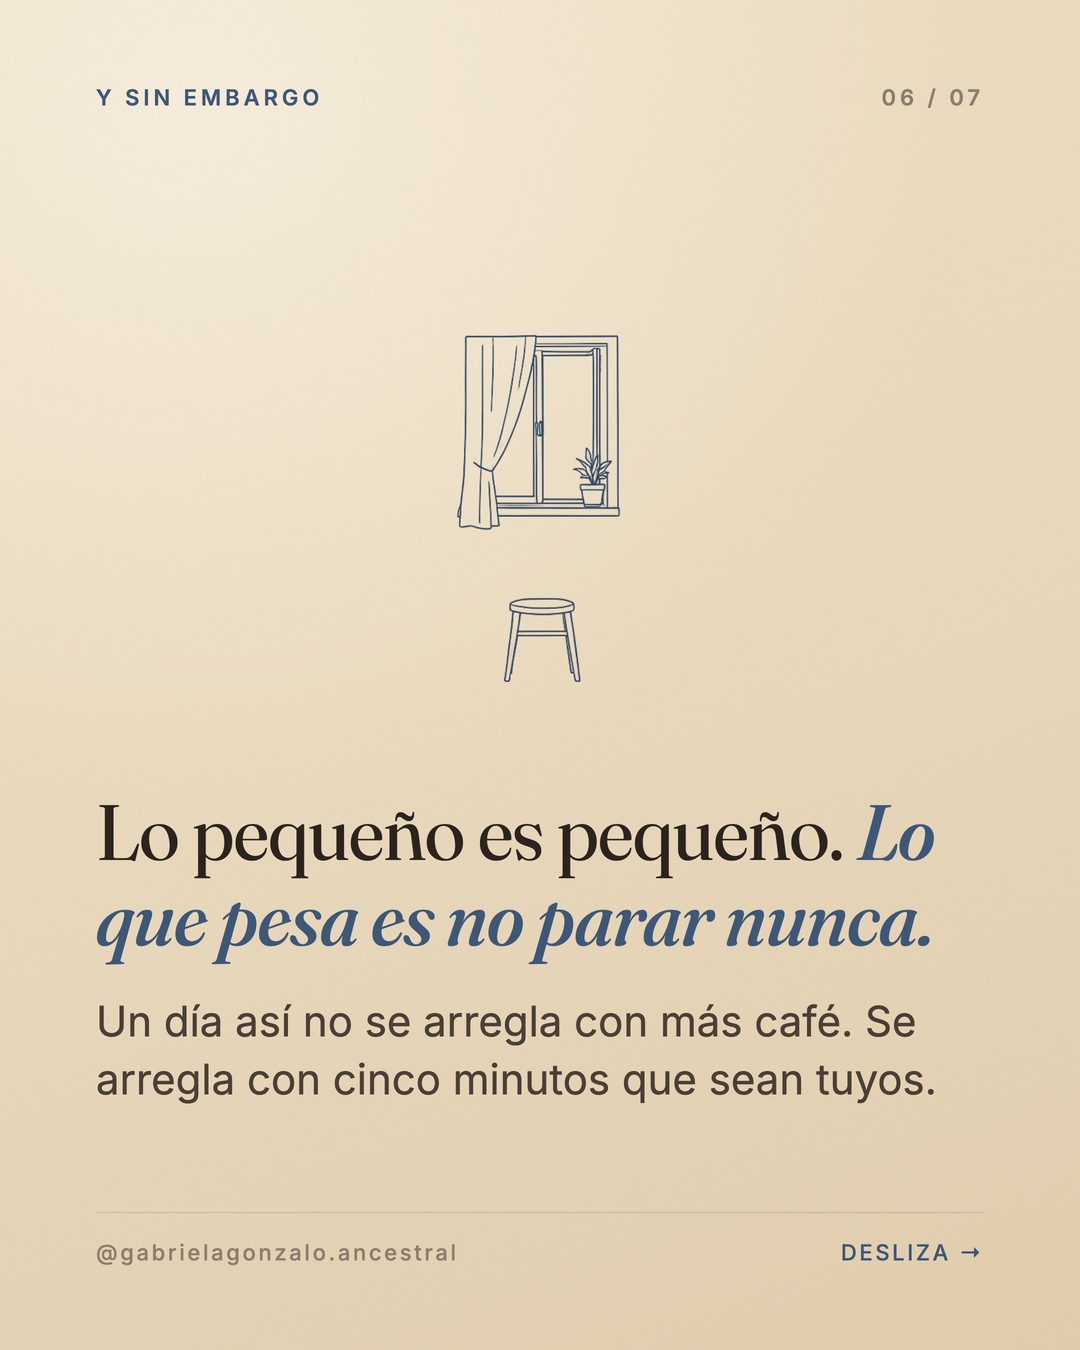 Y SIN EMBARGO
06 / 07
Lo pequeño es pequeño. Lo
que pesa es no parar nunca.
Un día así no se arregla con más café. Se
arregla con cinco minutos que sean tuyos.
@gabrielagonzalo.ancestral
DESLIZA →